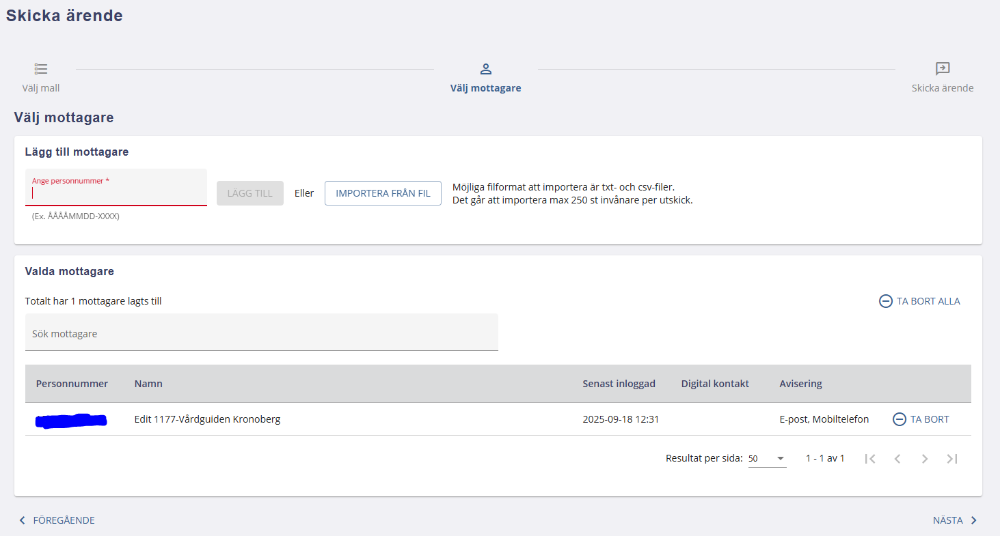 Skicka ärende
Välj mall
Välj mottagare
Skicka ärende
Välj mottagare
Lägg till mottagare
Ange personnummer *
LÄGG TILL
Eller
IMPORTERA FRÅN FIL
Möjliga filformat att importera är txt- och csv-filer.
Det går att importera max 250 st invånare per utskick.
(Ex. ÅÅÅÅMMDD-XXXX)
Valda mottagare
Totalt har 1 mottagare lagts till
TA BORT ALLA
Sök mottagare
Personnummer Namn Senast inloggad Digital kontakt Avisering
Edit 1177-Vårdguiden Kronoberg 2025-09-18 12:31 E-post, Mobiltelefon TA BORT
Resultat per sida: 50 1 - 1 av 1
FÖREGÅENDE
NÄSTA